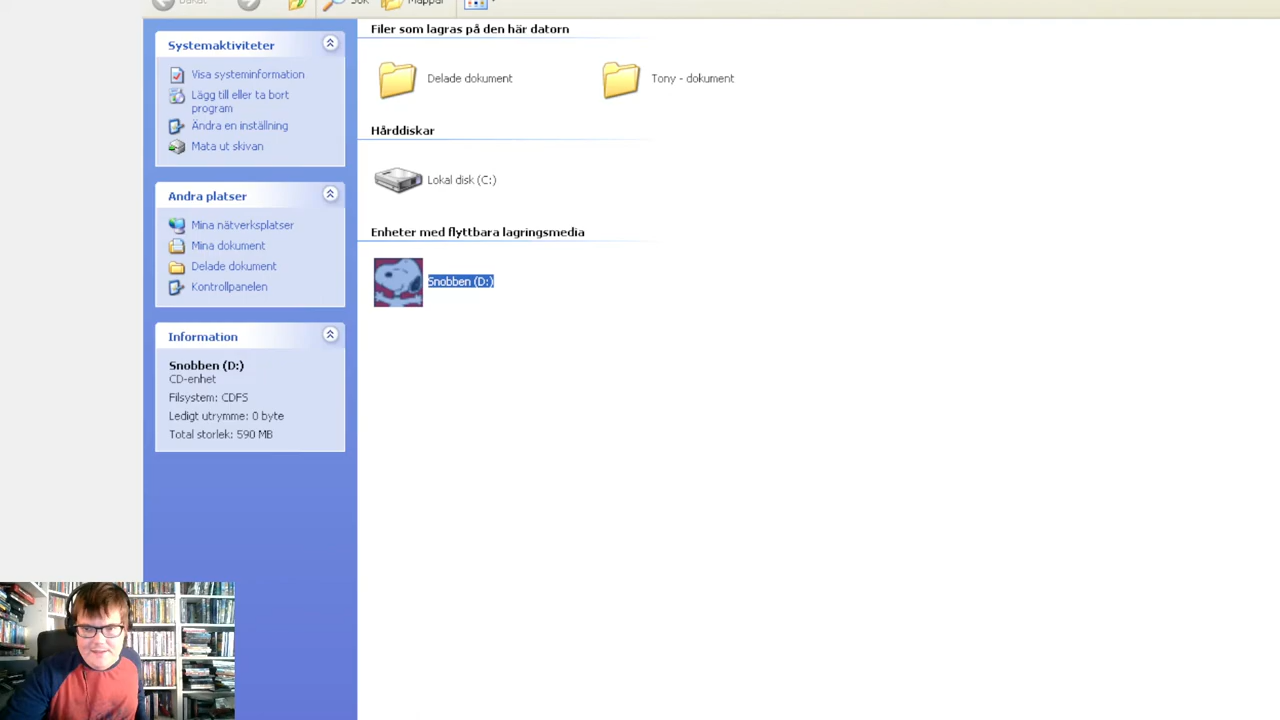 Bakåt
Sök
Mappar
Systemaktiviteter
Visa systeminformation
Lägg till eller ta bort
program
Ändra en inställning
Mata ut skivan
Andra platser
Mina nätverksplatser
Mina dokument
Delade dokument
Kontrollpanelen
Information
Snobben (D:)
CD-enhet
Filsystem: CDFS
Ledigt utrymme: 0 byte
Total storlek: 590 MB
Filer som lagras på den här datorn
Delade dokument
Tony - dokument
Hårddiskar
Lokal disk (C:)
Enheter med flyttbara lagringsmedia
Snobben (D:)